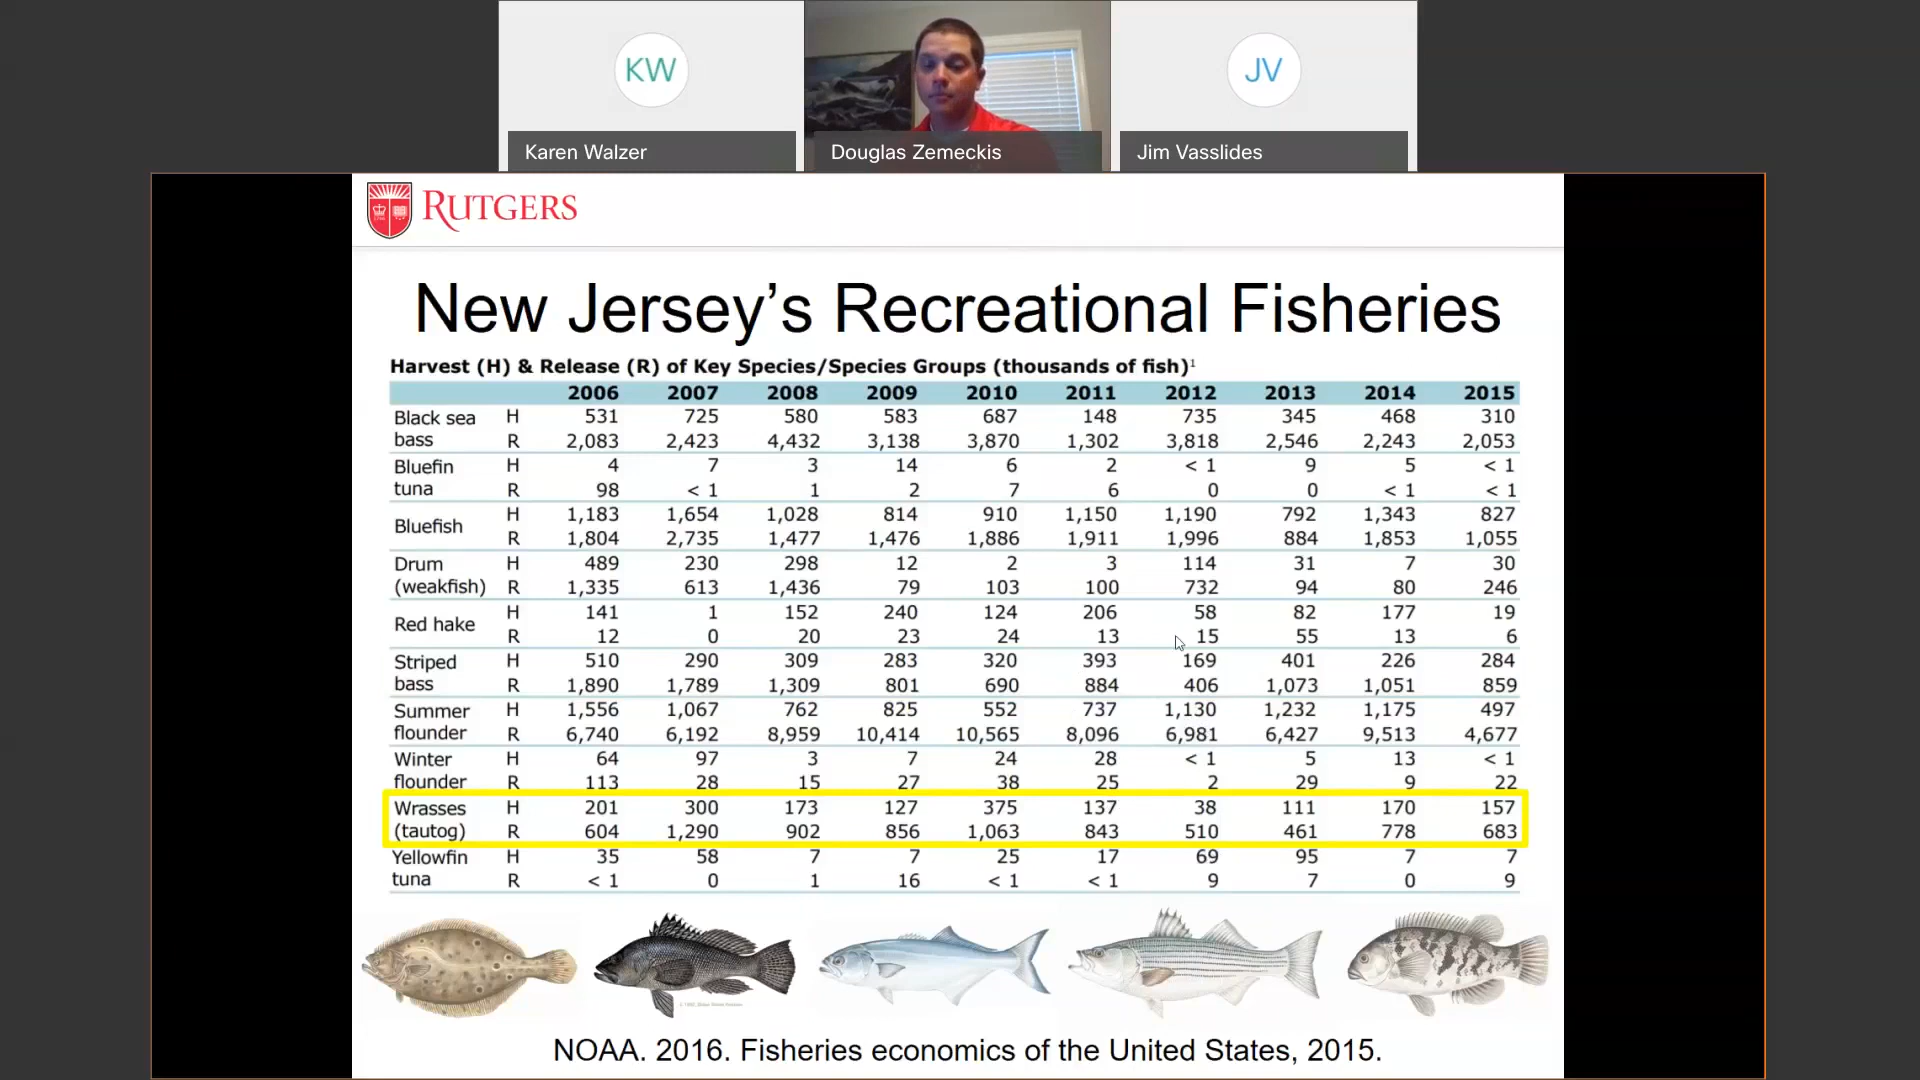 KW
JV
Karen Walzer
Douglas Zemeckis
Jim Vasslides
RUTGERS
New Jersey’s Recreational Fisheries
Harvest (H) & Release (R) of Key Species/Species Groups (thousands of fish)¹
2006 2007 2008 2009 2010 2011 2012 2013 2014 2015
Black sea H 531 725 580 583 687 148 735 345 468 310
bass R 2,083 2,423 4,432 3,138 3,870 1,302 3,818 2,546 2,243 2,053
Bluefin H 4 7 3 14 6 2 < 1 9 5 < 1
tuna R 98 < 1 1 2 7 6 0 0 < 1 < 1
Bluefish H 1,183 1,654 1,028 814 910 1,150 1,190 792 1,343 827
R 1,804 2,735 1,477 1,476 1,886 1,911 1,996 884 1,853 1,055
Drum H 489 230 298 12 2 3 114 31 7 30
(weakfish) R 1,335 613 1,436 79 103 100 732 94 80 246
Red hake H 141 1 152 240 124 206 58 82 177 19
R 12 0 20 23 24 13 15 55 13 6
Striped H 510 290 309 283 320 393 169 401 226 284
bass R 1,890 1,789 1,309 801 690 884 406 1,073 1,051 859
Summer H 1,556 1,067 762 825 552 737 1,130 1,232 1,175 497
flounder R 6,740 6,192 8,959 10,414 10,565 8,096 6,981 6,427 9,513 4,677
Winter H 64 97 3 7 24 28 < 1 5 13 < 1
flounder R 113 28 15 27 38 25 2 29 9 22
Wrasses H 201 300 173 127 375 137 38 111 170 157
(tautog) R 604 1,290 902 856 1,063 843 510 461 778 683
Yellowfin H 35 58 7 7 25 17 69 95 7 7
tuna R < 1 0 1 16 < 1 < 1 9 7 0 9
NOAA. 2016. Fisheries economics of the United States, 2015.